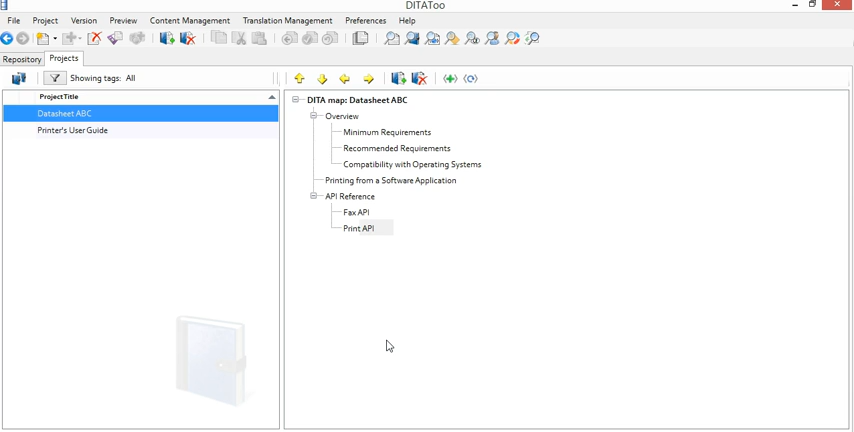 DITAToo
File Project Version Preview Content Management Translation Management Preferences Help
Repository Projects
Showing tags: All
Project Title
Datasheet ABC
Printer's User Guide
DITA map: Datasheet ABC
Overview
Minimum Requirements
Recommended Requirements
Compatibility with Operating Systems
Printing from a Software Application
API Reference
Fax API
Print API